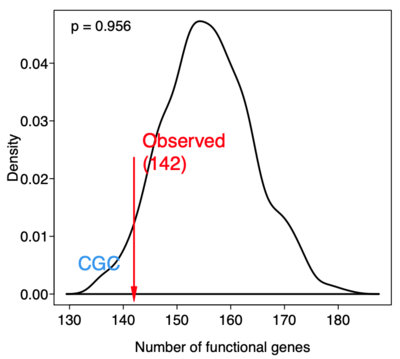 p = 0.956
0.04
0.03
0.02
0.01
0.00
Density
Observed
(142)
CGC
130 140 150 160 170 180
Number of functional genes